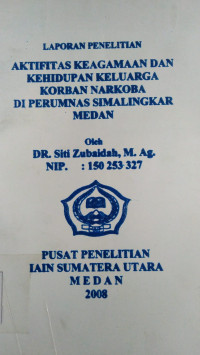 LAPORAN PENELITIAN
AKTIFITAS KEAGAMAAN DAN
KEHIDUPAN KELUARGA
KORBAN NARKOBA
DI PERUMNAS SIMALINGKAR
MEDAN
Oleh
DR. Siti Zubaidah, M. Ag.
NIP. : 150 253 327
PUSAT PENELITIAN
IAIN SUMATERA UTARA
M E D A N
2008